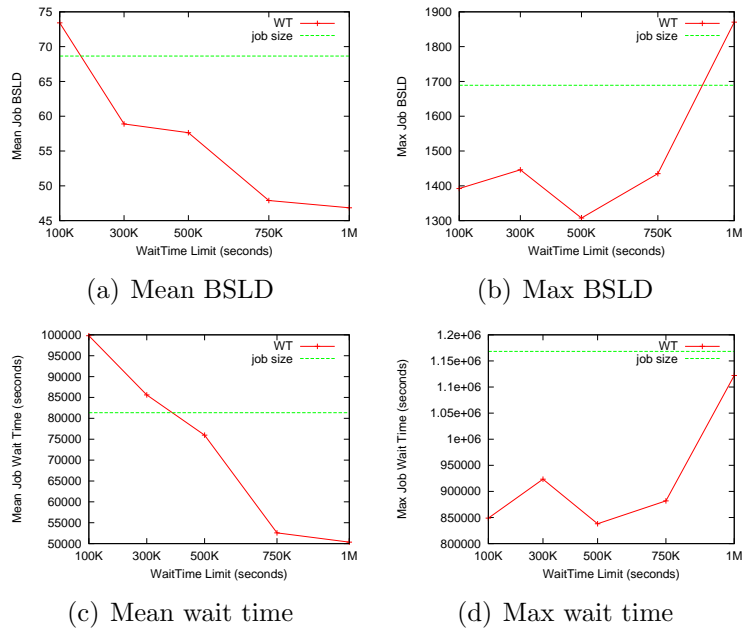 75
70
65
60
55
50
45
Mean Job BSLD
WT
job size
100K 300K 500K 750K 1M
WaitTime Limit (seconds)
(a) Mean BSLD
1900
1800
1700
1600
1500
1400
1300
Max Job BSLD
WT
job size
100K 300K 500K 750K 1M
WaitTime Limit (seconds)
(b) Max BSLD
100000
95000
90000
85000
80000
75000
70000
65000
60000
55000
50000
Mean Job Wait Time (seconds)
WT
job size
100K 300K 500K 750K 1M
WaitTime Limit (seconds)
(c) Mean wait time
1.2e+06
1.15e+06
1.1e+06
1.05e+06
1e+06
950000
900000
850000
800000
Max Job Wait Time (seconds)
WT
job size
100K 300K 500K 750K 1M
WaitTime Limit (seconds)
(d) Max wait time